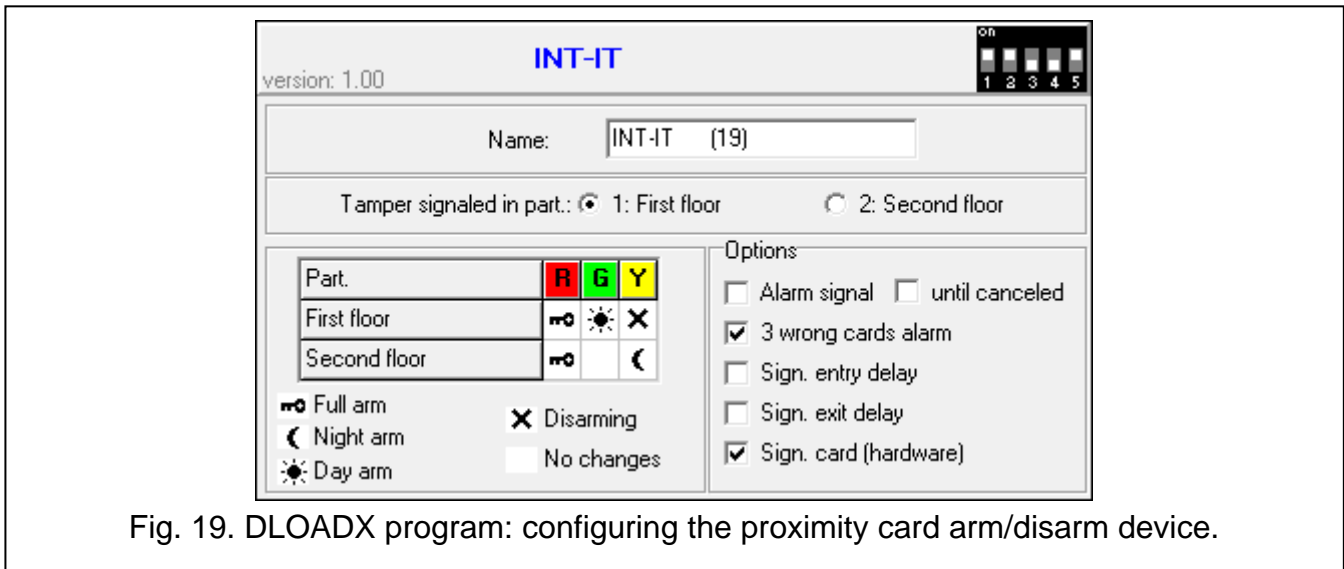 INT-IT
version: 1.00
on
1 2 3 4 5
Name: INT-IT (19)
Tamper signaled in part.: 1: First floor 2: Second floor
Part. R G Y
First floor
Second floor
Full arm
Night arm
Day arm
Disarming
No changes
Options
Alarm signal until canceled
3 wrong cards alarm
Sign. entry delay
Sign. exit delay
Sign. card (hardware)
Fig. 19. DLOADX program: configuring the proximity card arm/disarm device.